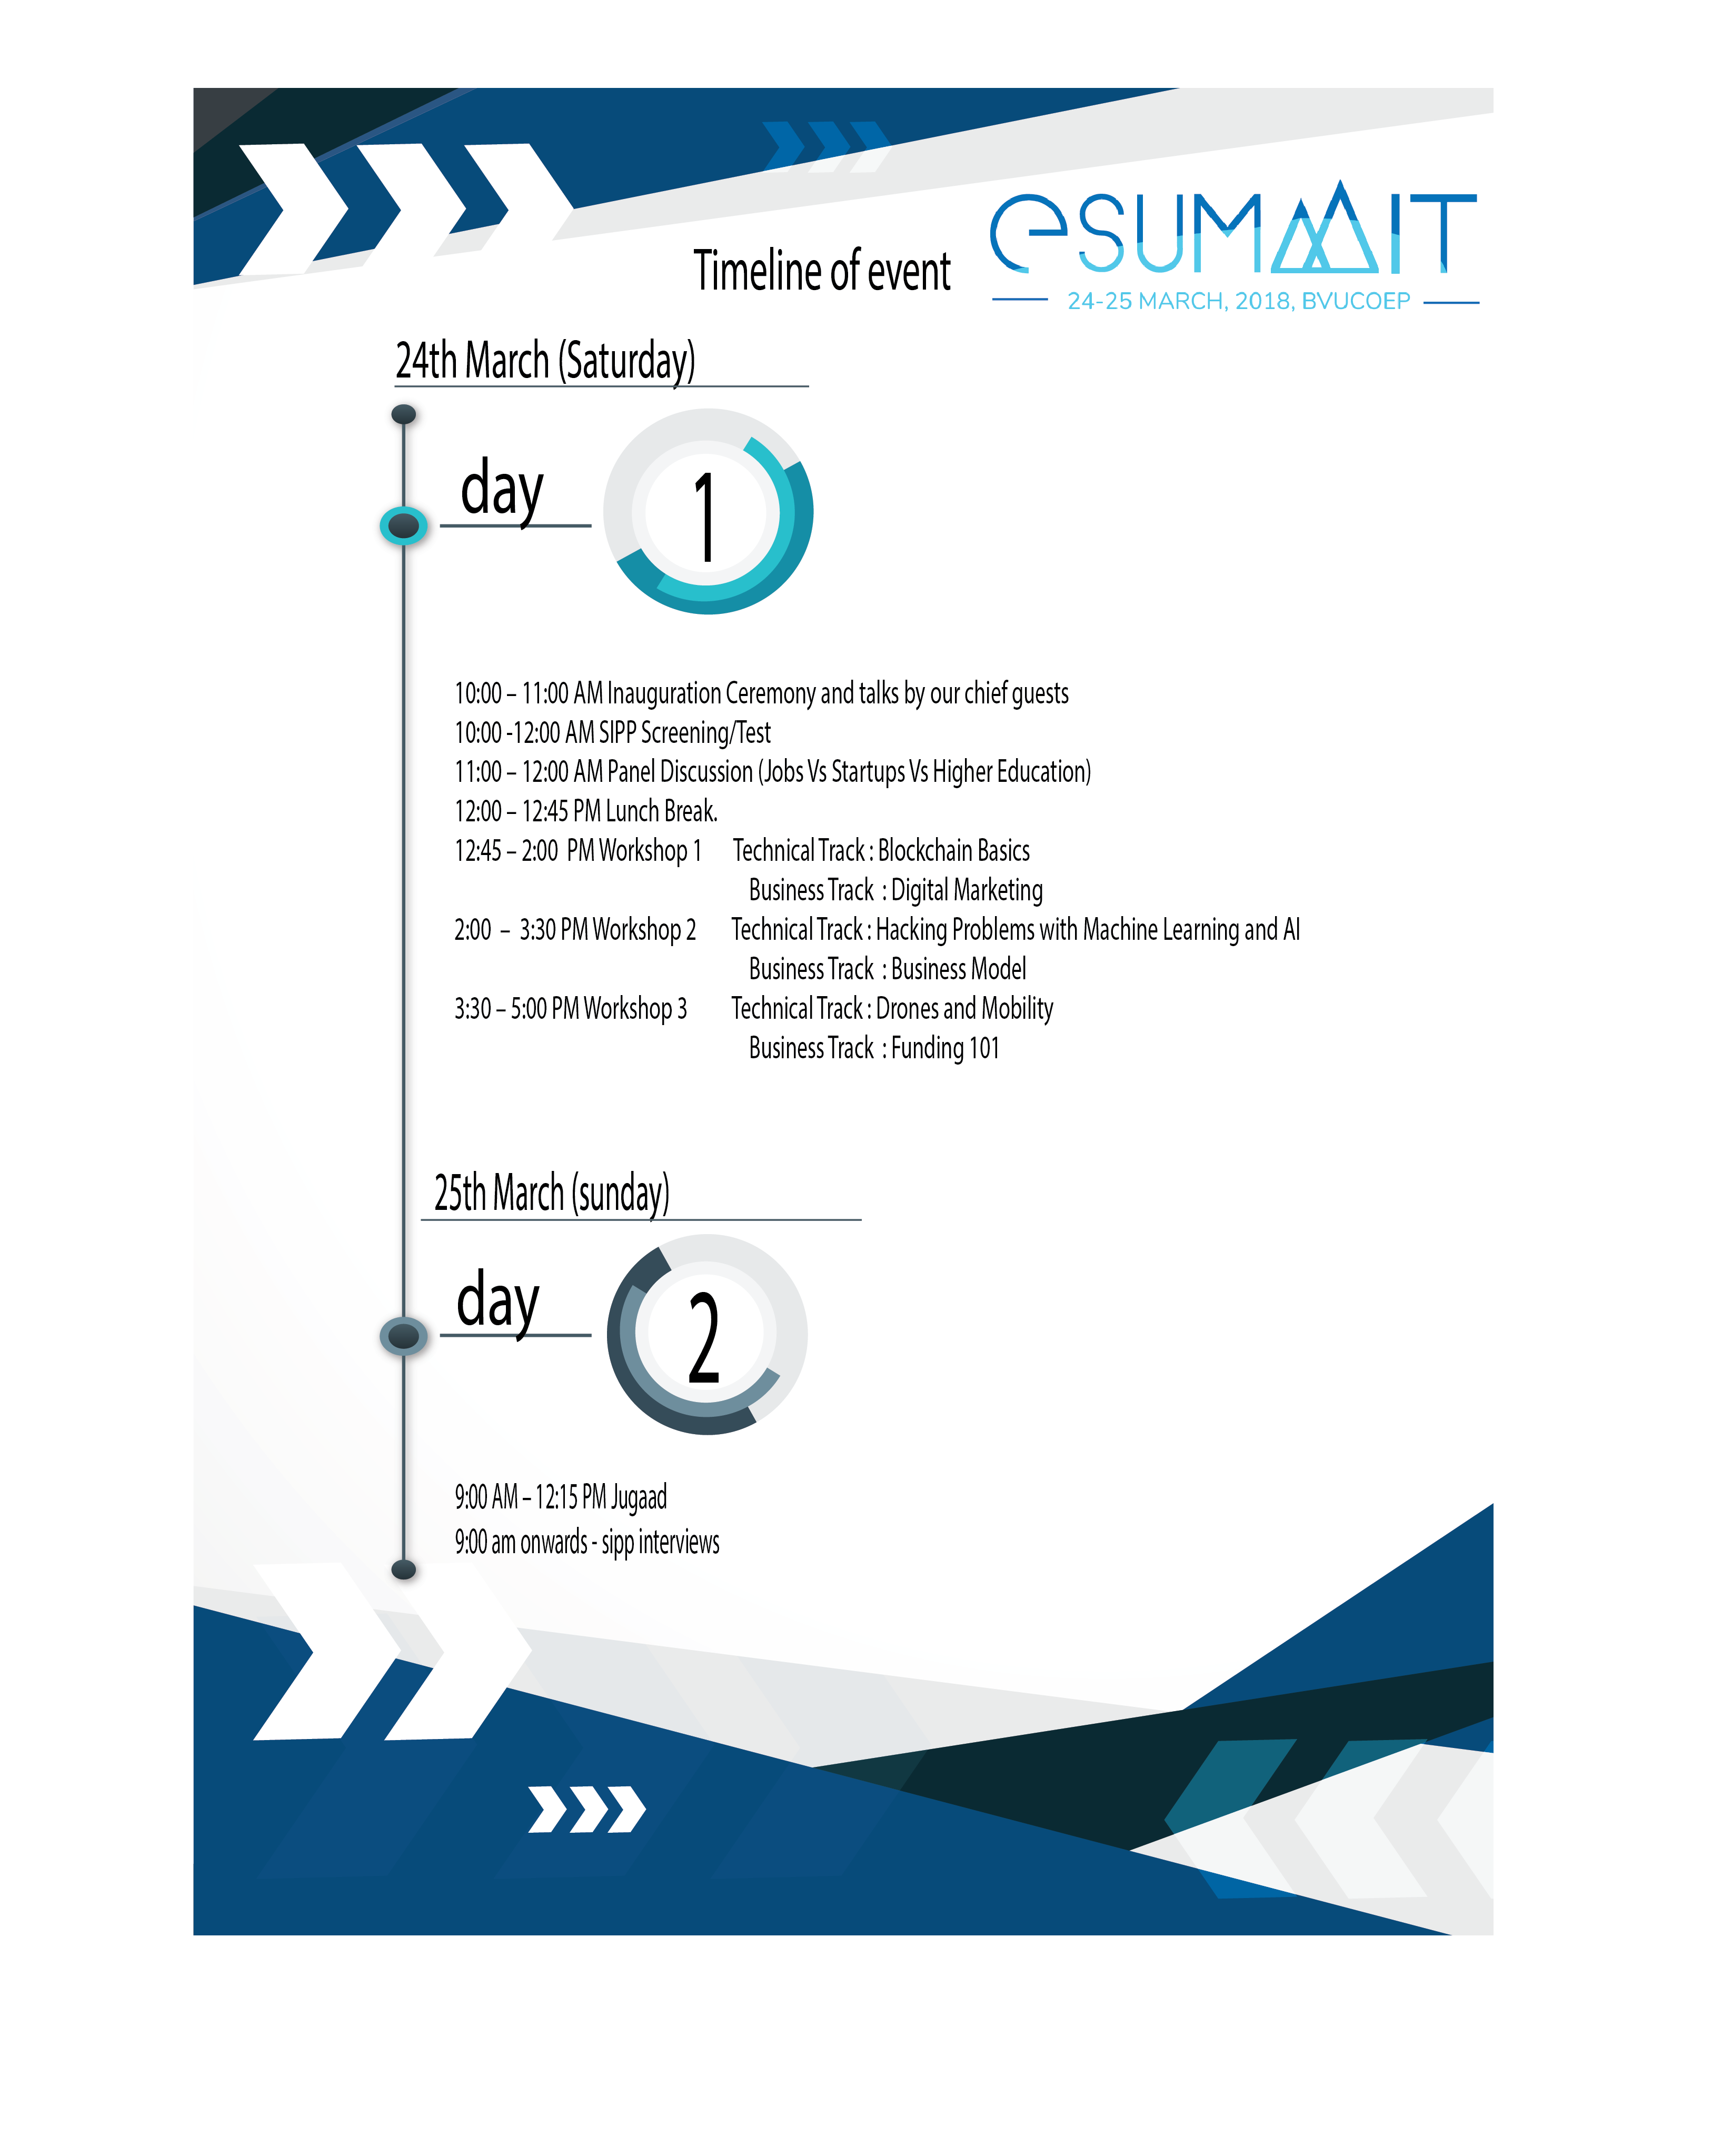 eSUMMIT
Timeline of event
24-25 MARCH, 2018, BVUCOEP
24th March (Saturday)
day
1
10:00 – 11:00 AM Inauguration Ceremony and talks by our chief guests
10:00 -12:00 AM SIPP Screening/Test
11:00 – 12:00 AM Panel Discussion (Jobs Vs Startups Vs Higher Education)
12:00 – 12:45 PM Lunch Break.
12:45 – 2:00 PM Workshop 1 Technical Track : Blockchain Basics
Business Track : Digital Marketing
2:00 – 3:30 PM Workshop 2 Technical Track : Hacking Problems with Machine Learning and AI
Business Track : Business Model
3:30 – 5:00 PM Workshop 3 Technical Track : Drones and Mobility
Business Track : Funding 101
25th March (sunday)
day
2
9:00 AM – 12:15 PM Jugaad
9:00 am onwards - sipp interviews